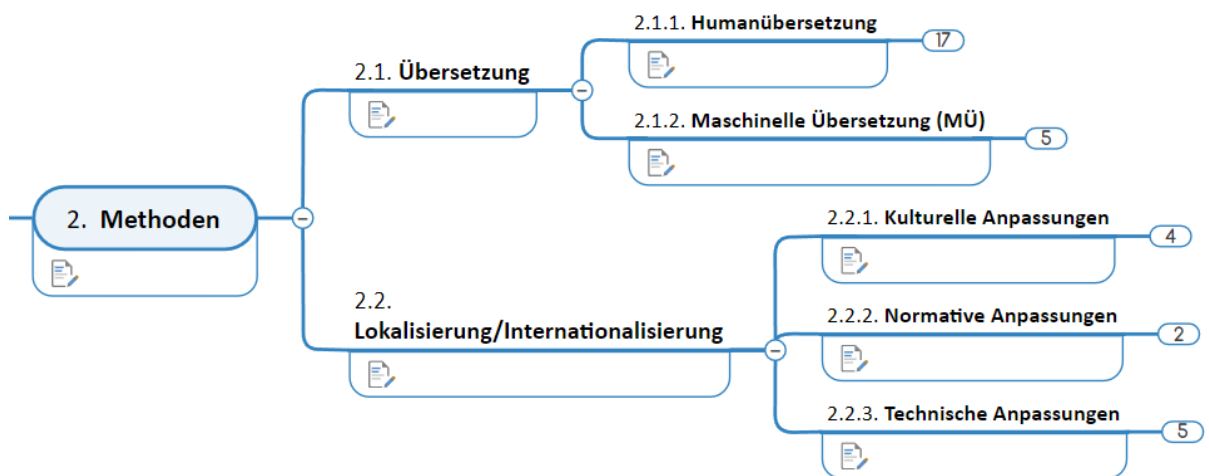 2.1.1. Humanübersetzung
17
2.1. Übersetzung
2.1.2. Maschinelle Übersetzung (MÜ)
5
2. Methoden
2.2.1. Kulturelle Anpassungen
4
2.2.
Lokalisierung/Internationalisierung
2.2.2. Normative Anpassungen
2
2.2.3. Technische Anpassungen
5